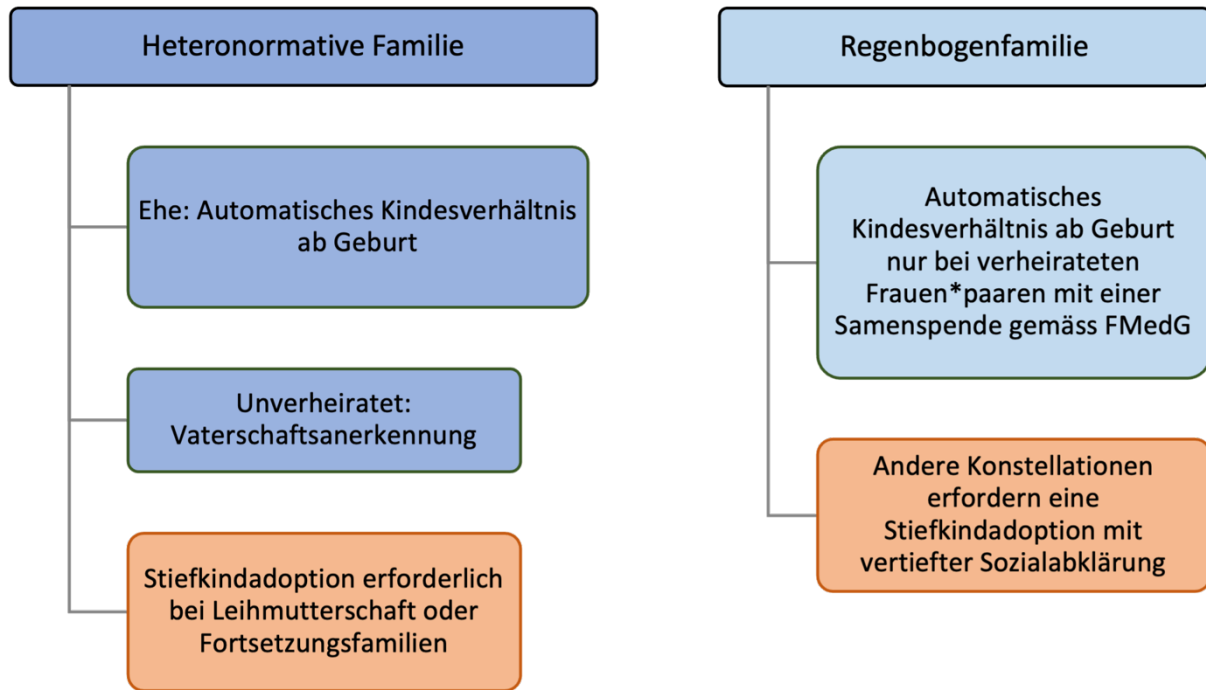 Heteronormative Familie
Ehe: Automatisches Kindesverhältnis
ab Geburt
Unverheiratet:
Vaterschaftsanerkennung
Stiefkindadoption erforderlich
bei Leihmutterschaft oder
Fortsetzungsfamilien
Regenbogenfamilie
Automatisches
Kindesverhältnis ab Geburt
nur bei verheirateten
Frauen*paaren mit einer
Samenspende gemäss FMedG
Andere Konstellationen
erfordern eine
Stiefkindadoption mit
vertiefter Sozialabklärung